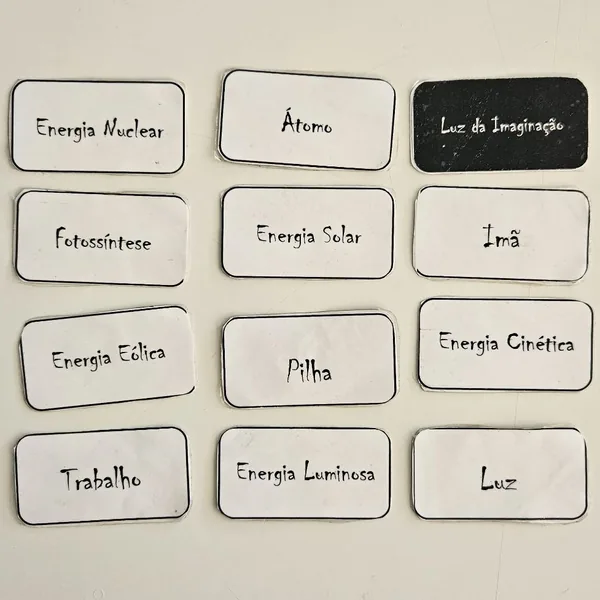 Energia Nuclear
Átomo
Luz da Imaginação
Fotossíntese
Energia Solar
Imã
Energia Eólica
Pilha
Energia Cinética
Trabalho
Energia Luminosa
Luz